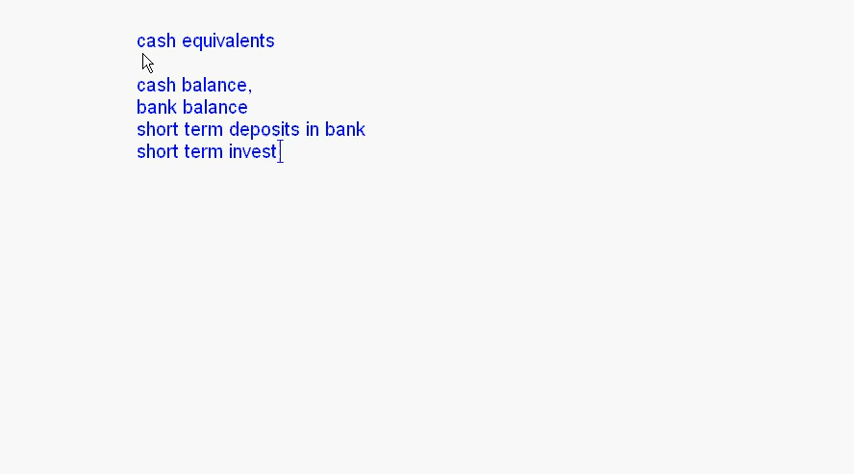 cash equivalents
cash balance,
bank balance
short term deposits in bank
short term invest